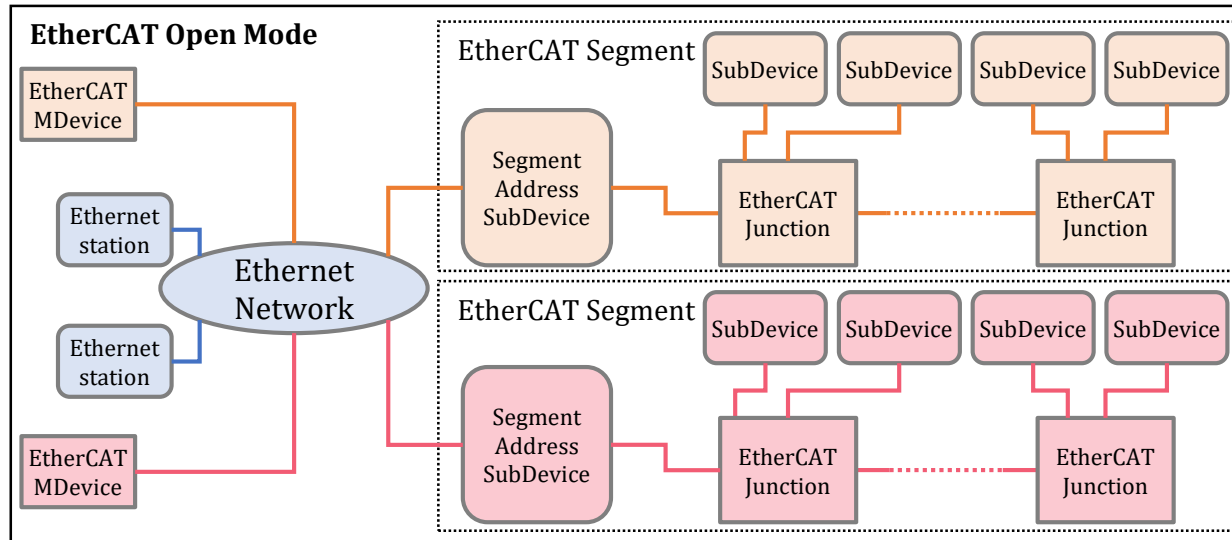 EtherCAT Open Mode
EtherCAT
MDevice
Ethernet
station
Ethernet
Network
Ethernet
station
EtherCAT
MDevice
EtherCAT Segment
SubDevice
SubDevice
SubDevice
SubDevice
Segment
Address
SubDevice
EtherCAT
Junction
EtherCAT
Junction
EtherCAT Segment
SubDevice
SubDevice
SubDevice
SubDevice
Segment
Address
SubDevice
EtherCAT
Junction
EtherCAT
Junction